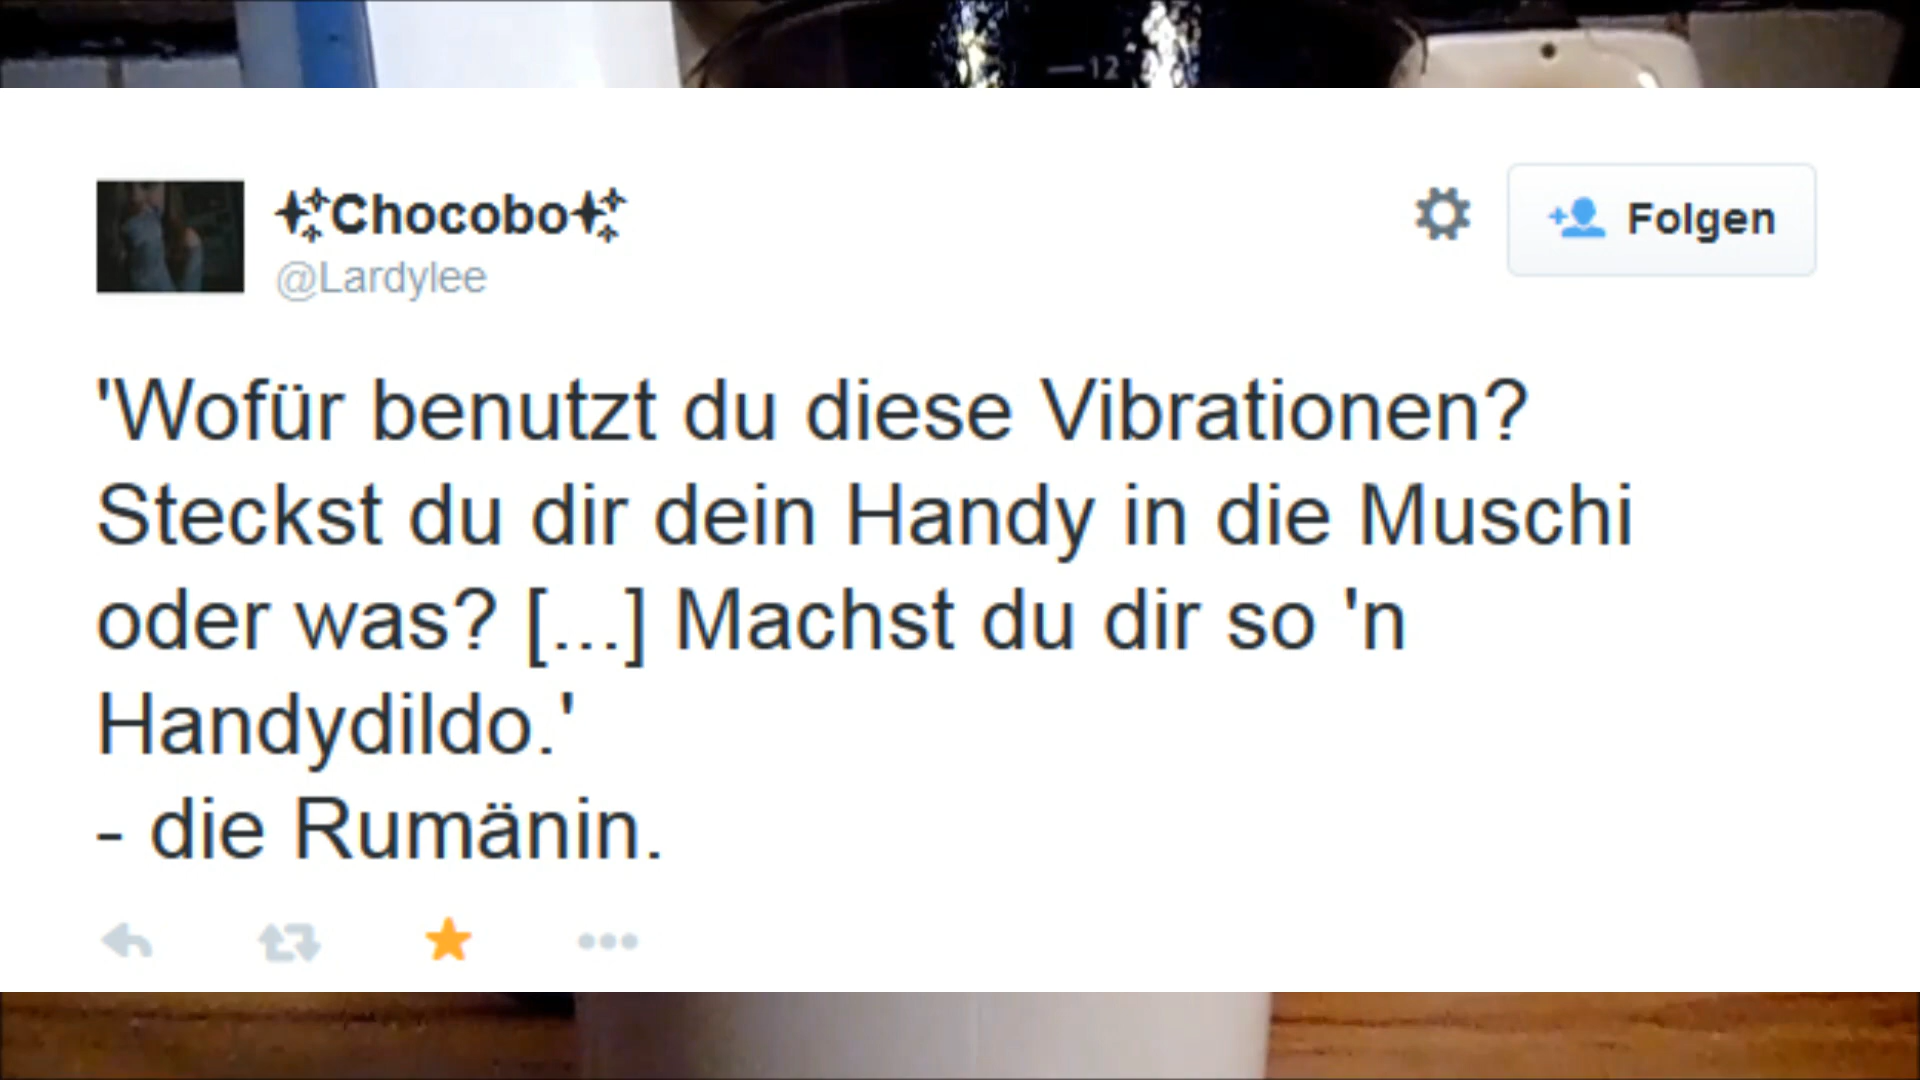 12
✨Chocobo✨
@Lardylee
Folgen
'Wofür benutzt du diese Vibrationen?
Steckst du dir dein Handy in die Muschi
oder was? [...] Machst du dir so 'n
Handydildo.'
- die Rumänin.